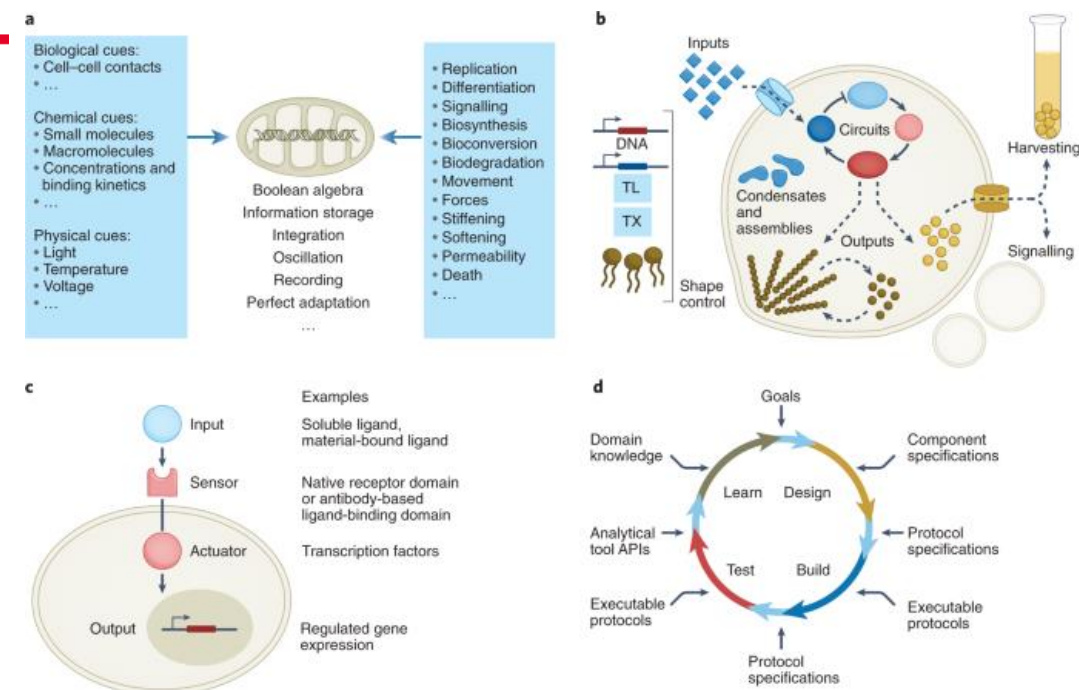 a
Biological cues:
• Cell–cell contacts
• …
Chemical cues:
• Small molecules
• Macromolecules
• Concentrations and
binding kinetics
• …
Physical cues:
• Light
• Temperature
• Voltage
• …
Boolean algebra
Information storage
Integration
Oscillation
Recording
Perfect adaptation
…
• Replication
• Differentiation
• Signalling
• Biosynthesis
• Bioconversion
• Biodegradation
• Movement
• Forces
• Stiffening
• Softening
• Permeability
• Death
• …
b
Inputs
DNA
TL
TX
Shape
control
Circuits
Condensates
and
assemblies
Outputs
Harvesting
Signalling
c
Examples
Input
Soluble ligand,
material-bound ligand
Sensor
Native receptor domain
or antibody-based
ligand-binding domain
Actuator
Transcription factors
Output
Regulated gene
expression
d
Goals
Domain
knowledge
Component
specifications
Learn
Design
Analytical
tool APIs
Protocol
specifications
Test
Build
Executable
protocols
Executable
protocols
Protocol
specifications